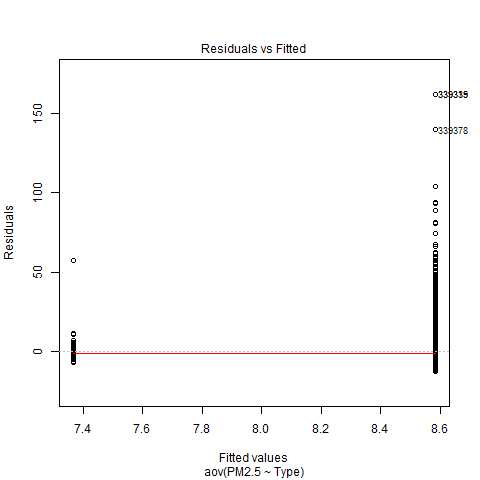 Residuals vs Fitted
Residuals
150
100
50
0
339378
7.4 7.6 7.8 8.0 8.2 8.4 8.6
Fitted values
aov(PM2.5 ~ Type)